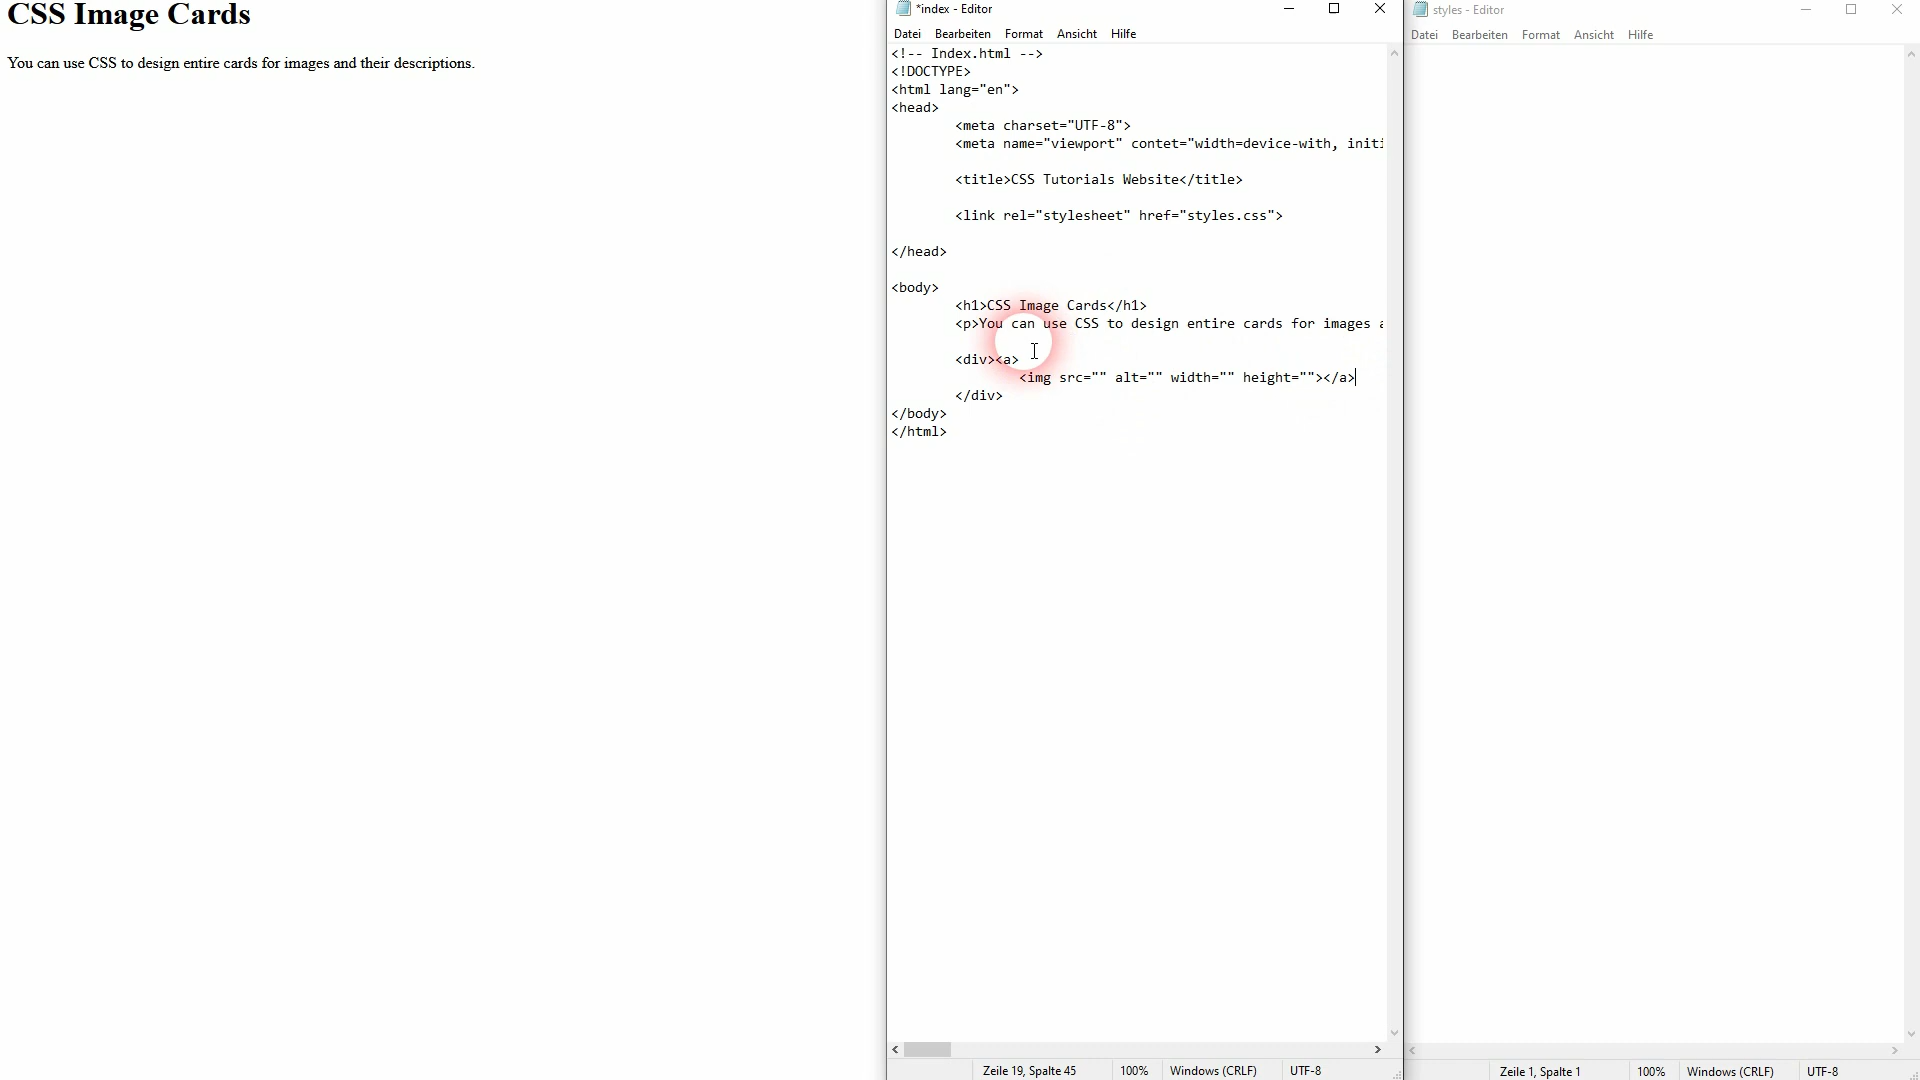 CSS Image Cards
You can use CSS to design entire cards for images and their descriptions.
*index - Editor
Datei Bearbeiten Format Ansicht Hilfe
<!-- Index.html -->
<!DOCTYPE>
<html lang="en">
<head>
<meta charset="UTF-8">
<meta name="viewport" contet="width=device-with, initi
<title>CSS Tutorials Website</title>
<link rel="stylesheet" href="styles.css">
</head>
<body>
<h1>CSS Image Cards</h1>
<p>You can use CSS to design entire cards for images a
<div><a>
<img src="" alt="" width="" height=""></a>
</div>
</body>
</html>
Zeile 19, Spalte 45 100% Windows (CRLF) UTF-8
styles - Editor
Datei Bearbeiten Format Ansicht Hilfe
Zeile 1, Spalte 1 100% Windows (CRLF) UTF-8